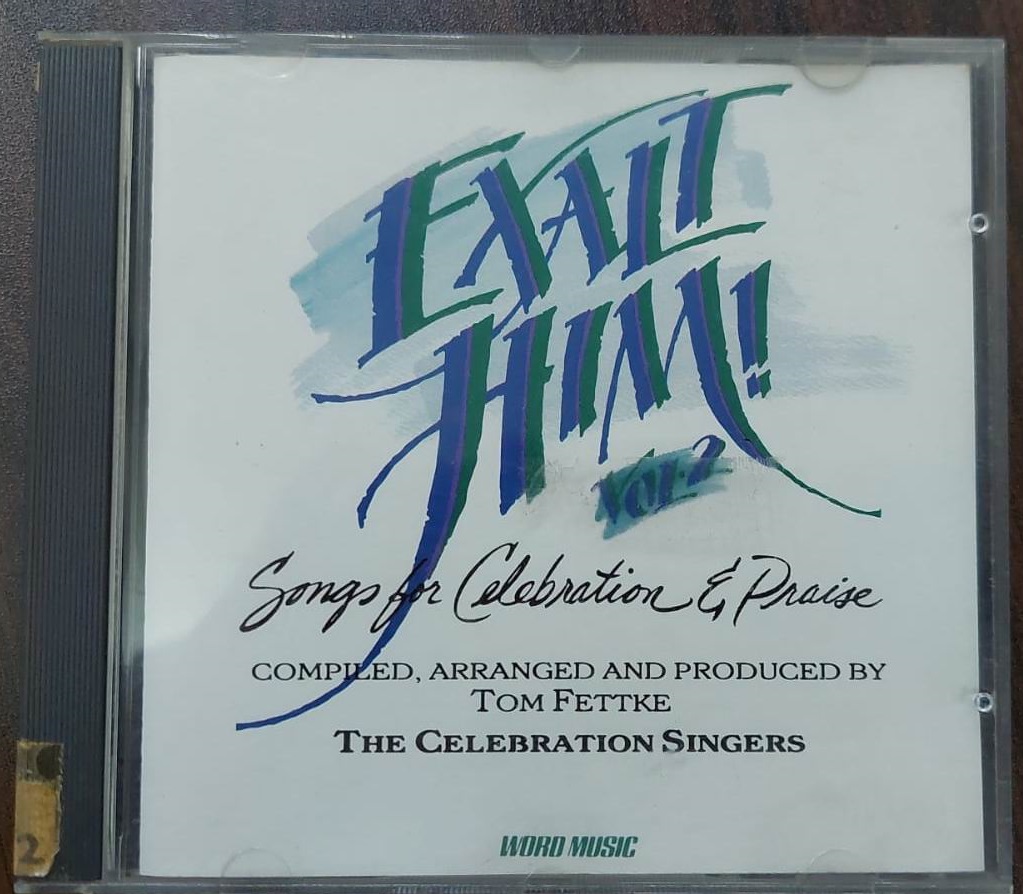 EXALT
HIM!
VOL. 2
Songs for Celebration & Praise
COMPILED, ARRANGED AND PRODUCED BY
TOM FETTKE
THE CELEBRATION SINGERS
WORD MUSIC
2